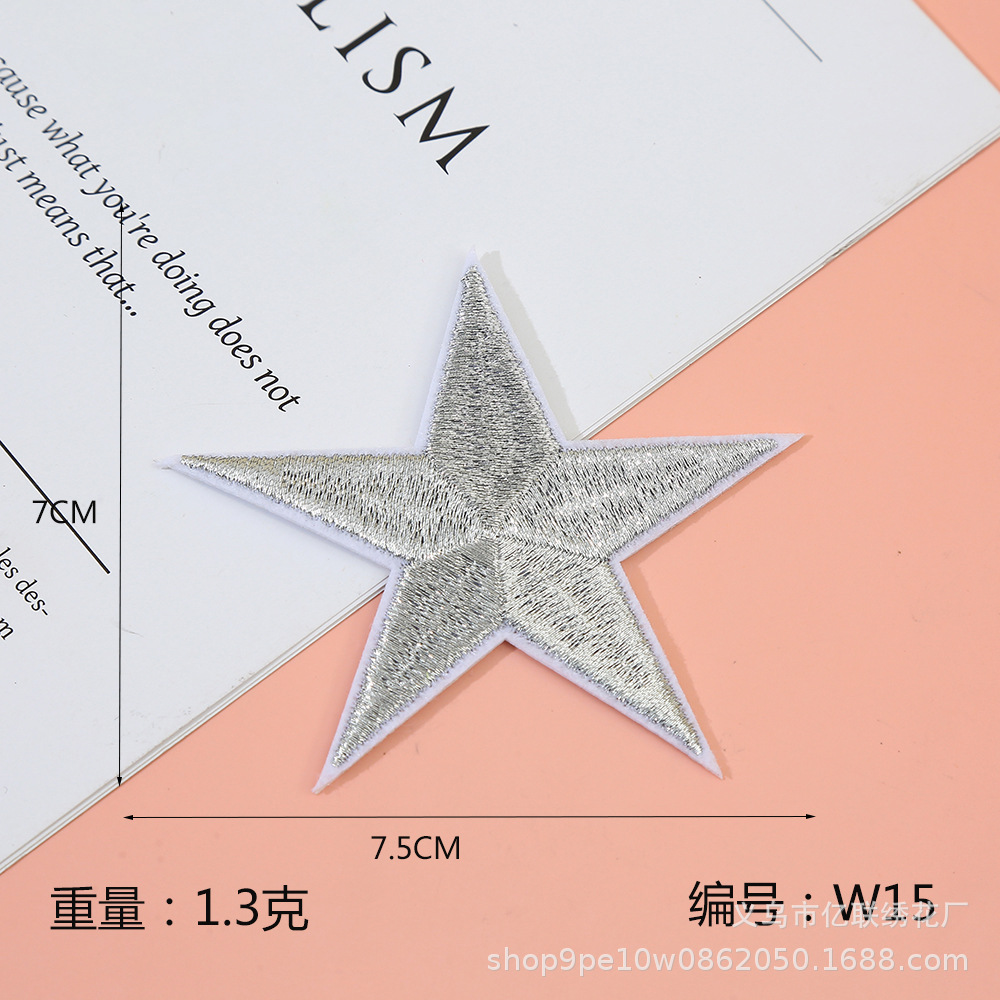 LISM
cause what you're doing does not
ust means that...
7CM
les des-
m
7.5CM
重量：1.3克
编号：W15
义乌市亿联绣花厂
shop9pe10w0862050.1688.com